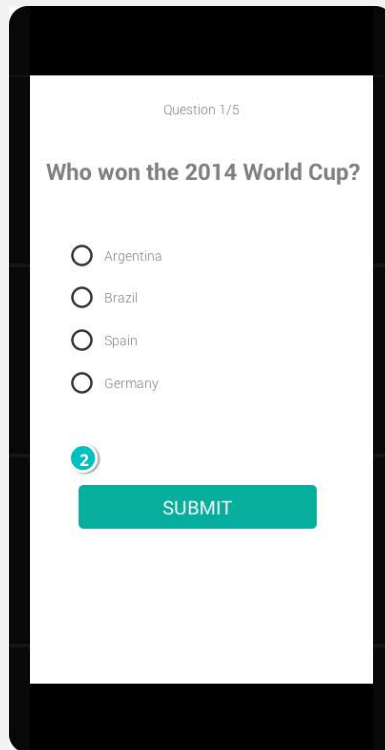 Question 1/5
Who won the 2014 World Cup?
Argentina
Brazil
Spain
Germany
2
SUBMIT